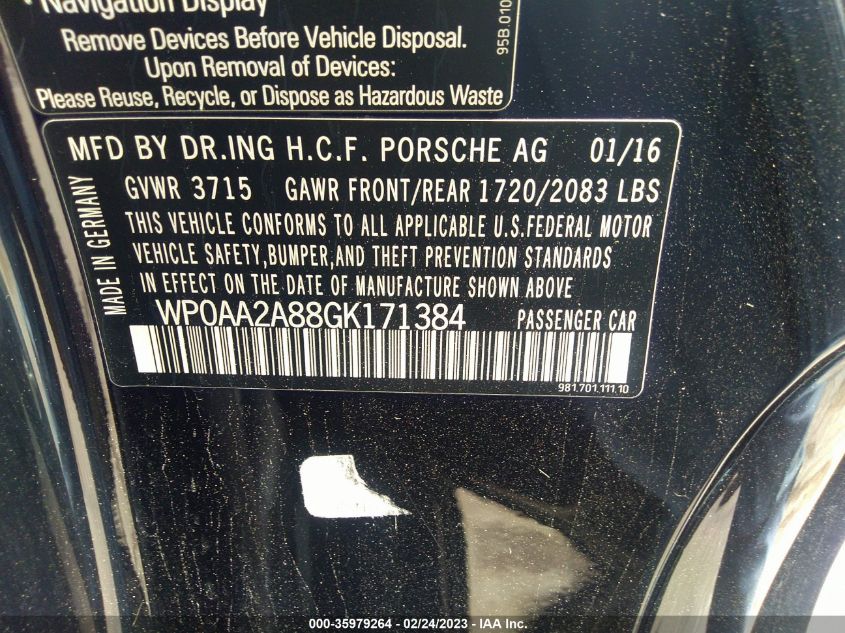 Navigation Display
Remove Devices Before Vehicle Disposal.
Upon Removal of Devices:
Please Reuse, Recycle, or Dispose as Hazardous Waste
95B.010
MFD BY DR.ING H.C.F. PORSCHE AG 01/16
GVWR 3715 GAWR FRONT/REAR 1720/2083 LBS
THIS VEHICLE CONFORMS TO ALL APPLICABLE U.S.FEDERAL MOTOR
VEHICLE SAFETY,BUMPER,AND THEFT PREVENTION STANDARDS
IN EFFECT ON THE DATE OF MANUFACTURE SHOWN ABOVE
MADE IN GERMANY
WP0AA2A88GK171384 PASSENGER CAR
981.701.111.10
000-35979264 - 02/24/2023 - IAA Inc.